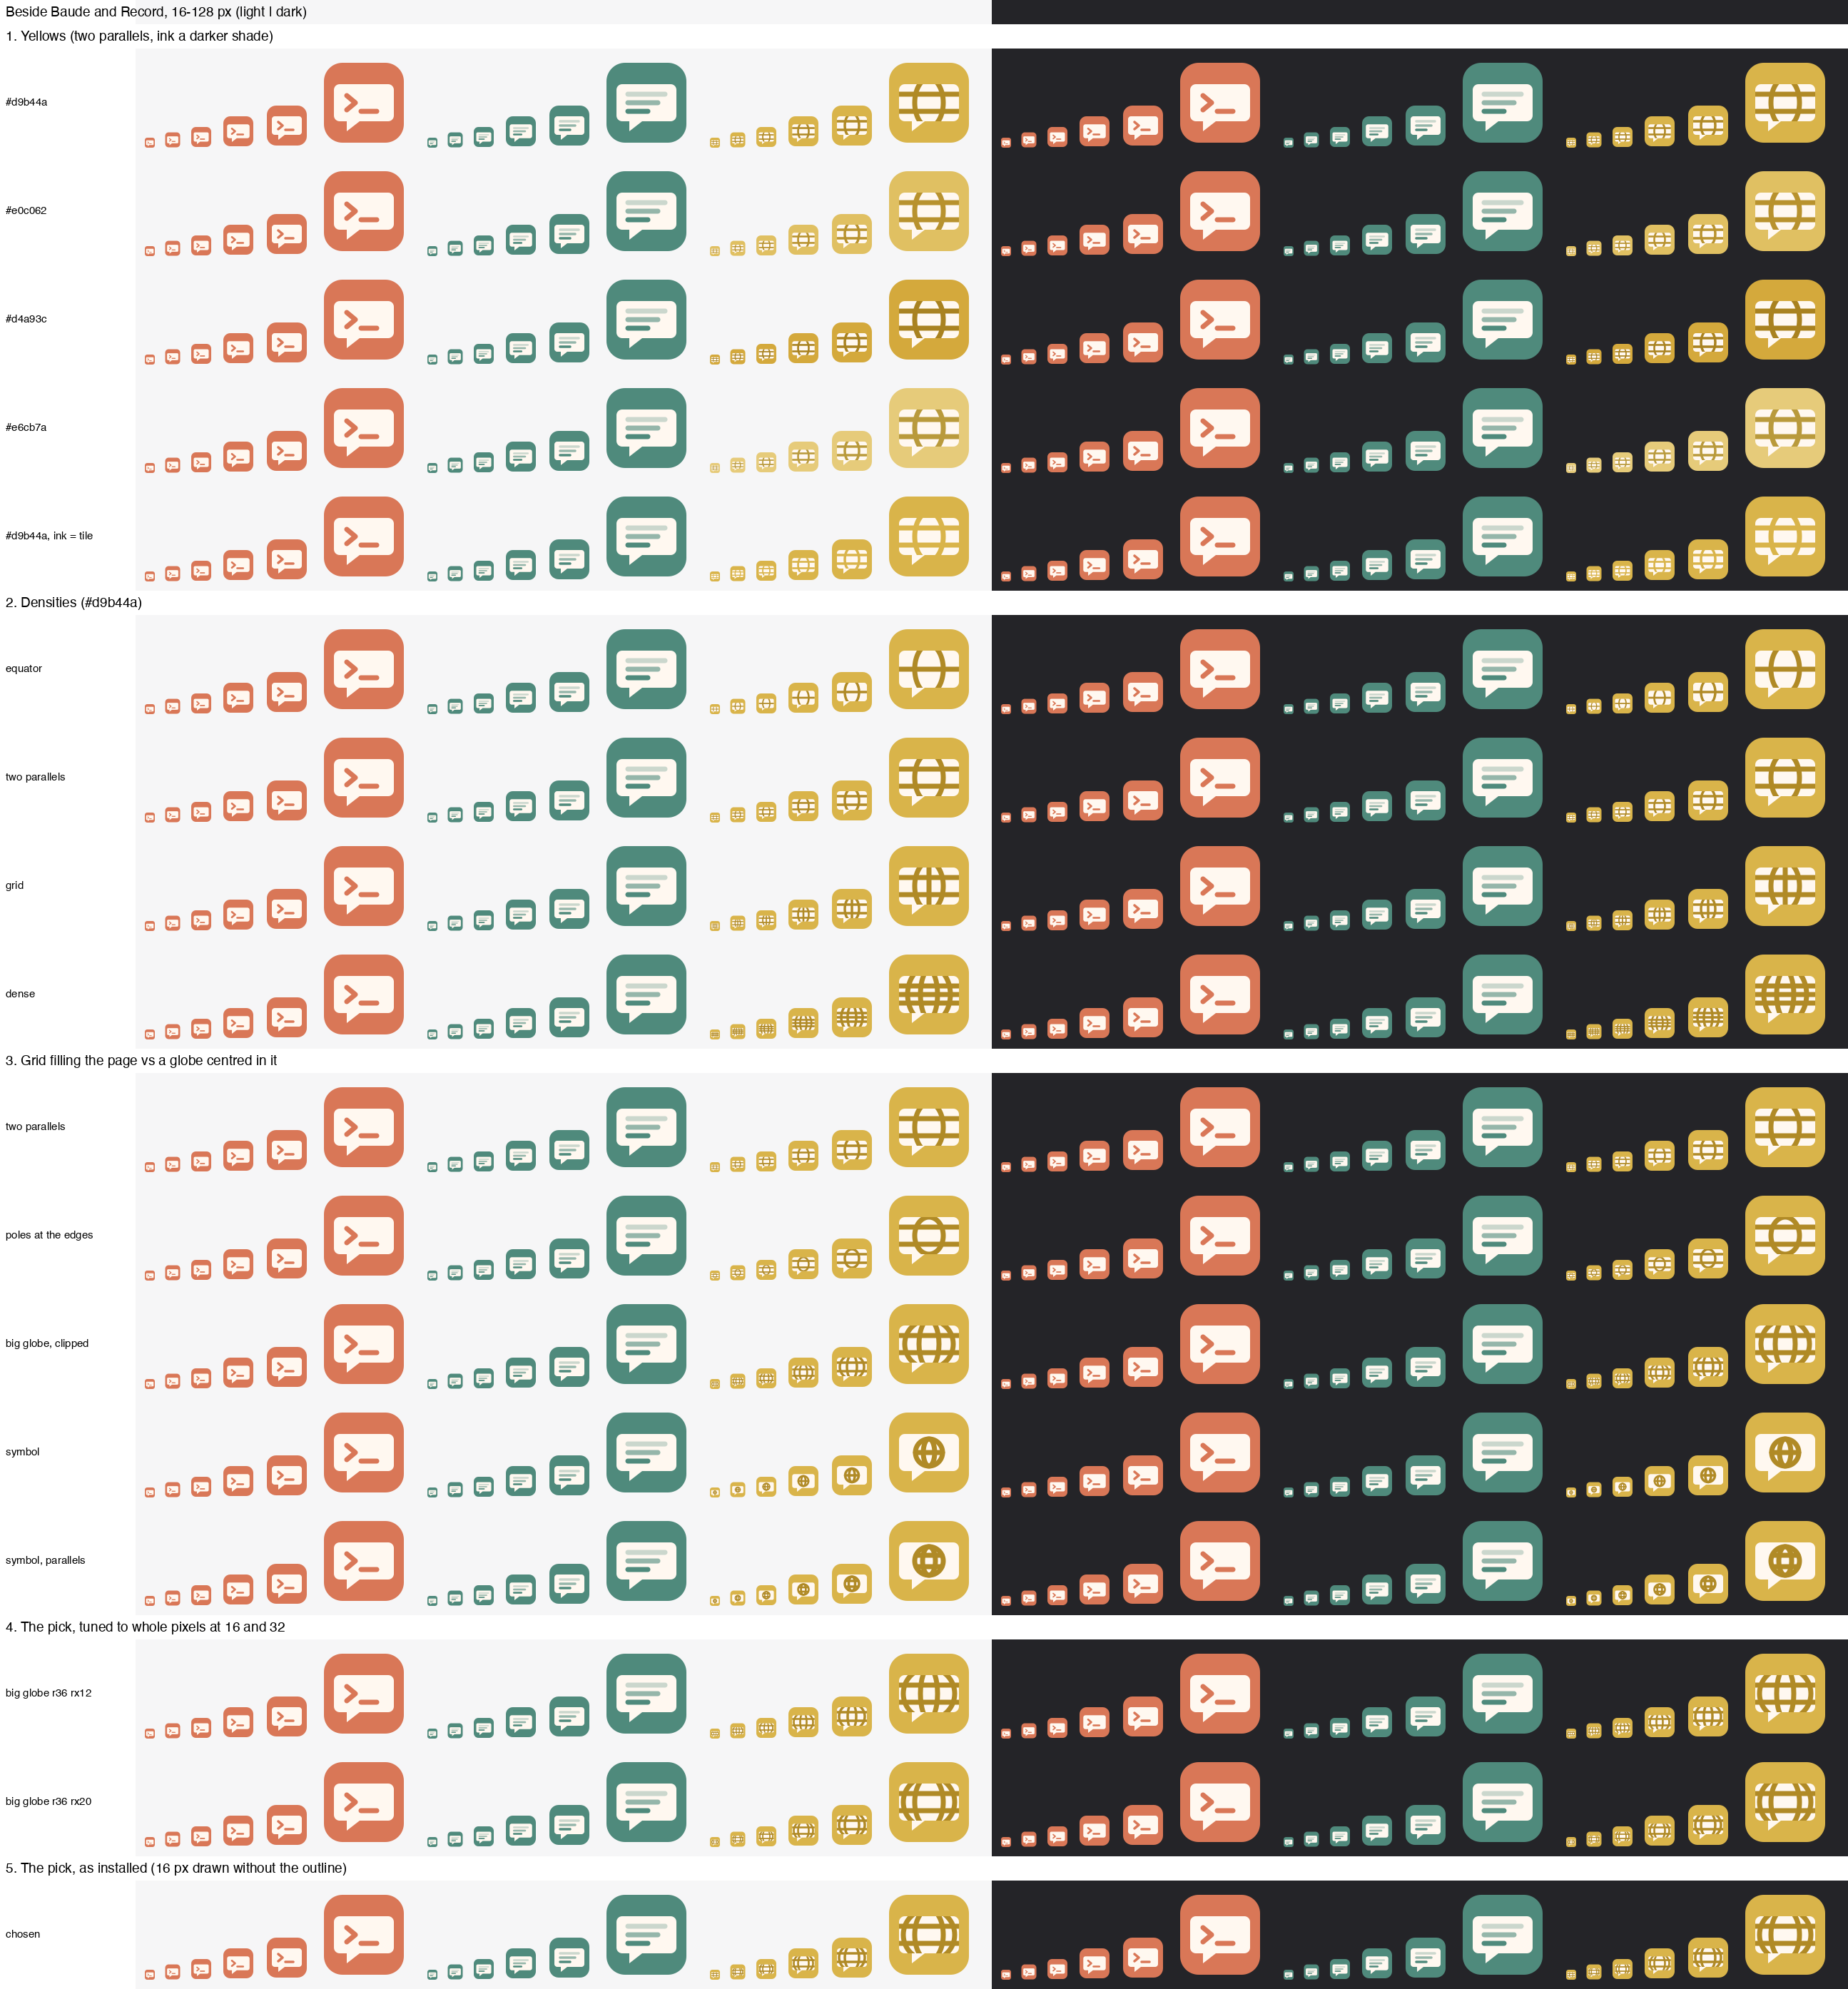 Beside Baude and Record, 16-128 px (light | dark)
1. Yellows (two parallels, ink a darker shade)
#d9b44a
#e0c062
#d4a93c
#e6cb7a
#d9b44a, ink = tile
2. Densities (#d9b44a)
equator
two parallels
grid
dense
3. Grid filling the page vs a globe centred in it
two parallels
poles at the edges
big globe, clipped
symbol
symbol, parallels
4. The pick, tuned to whole pixels at 16 and 32
big globe r36 rx12
big globe r36 rx20
5. The pick, as installed (16 px drawn without the outline)
chosen